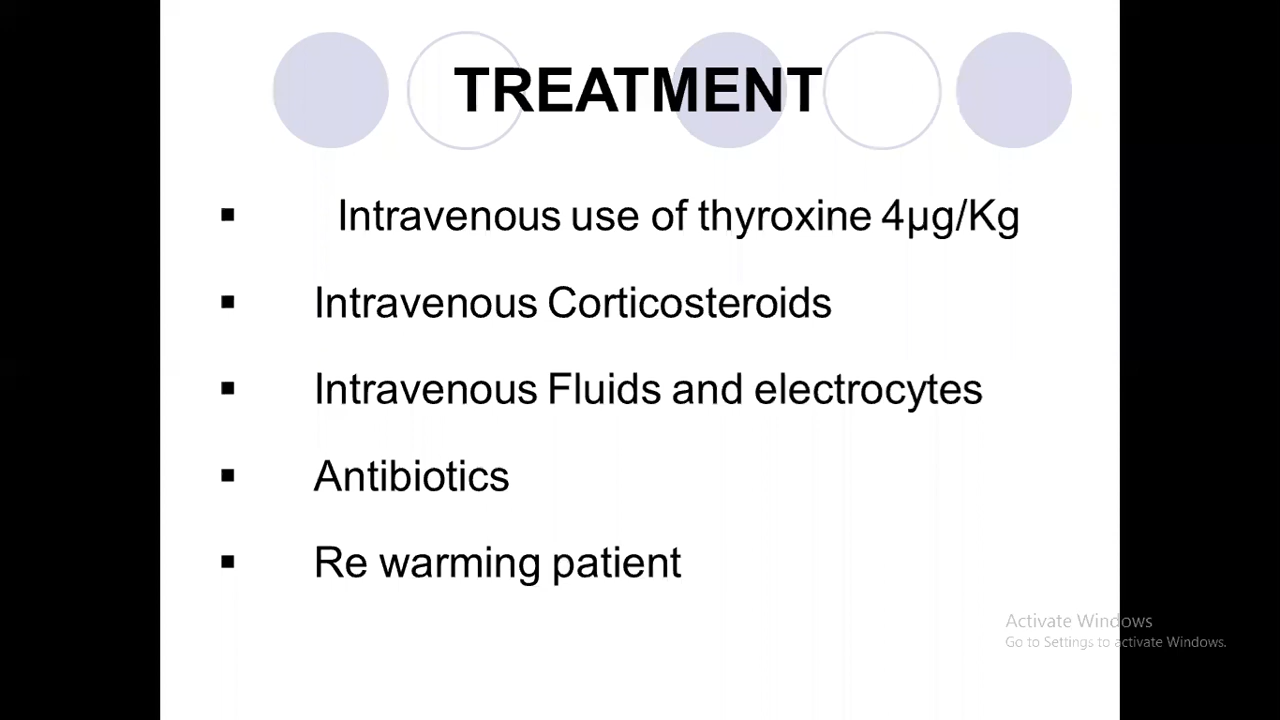 TREATMENT
▪ Intravenous use of thyroxine 4µg/Kg
▪ Intravenous Corticosteroids
▪ Intravenous Fluids and electrocytes
▪ Antibiotics
▪ Re warming patient
Activate Windows
Go to Settings to activate Windows.